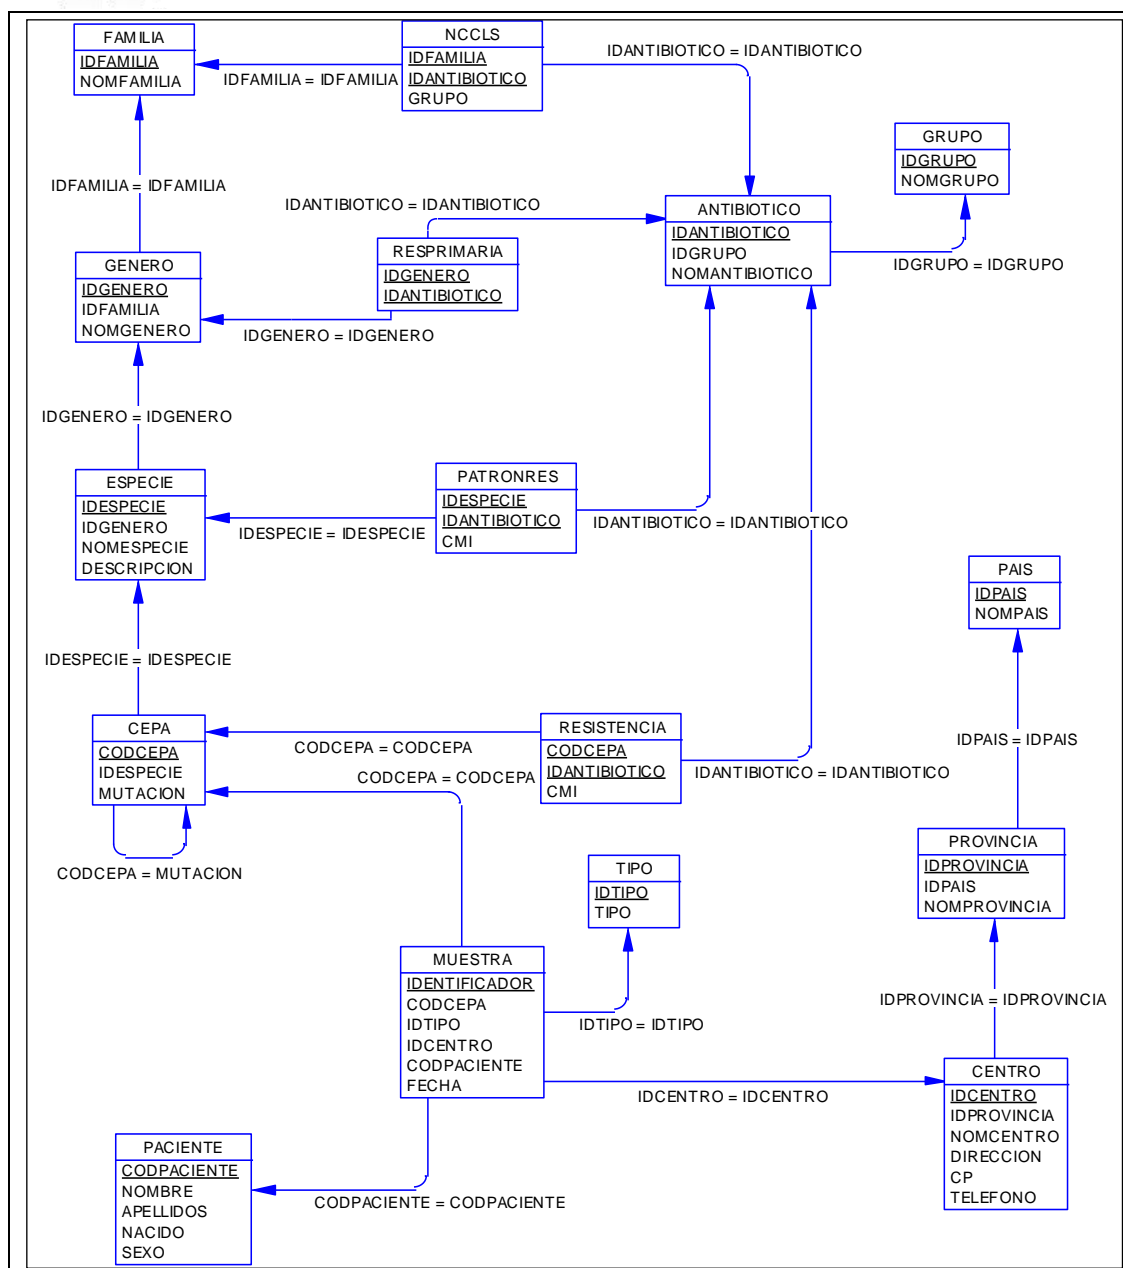 FAMILIA
IDFAMILIA
NOMFAMILIA
NCCLS
IDFAMILIA
IDANTIBIOTICO
GRUPO
IDFAMILIA = IDFAMILIA
IDANTIBIOTICO = IDANTIBIOTICO
GRUPO
IDGRUPO
NOMGRUPO
IDFAMILIA = IDFAMILIA
IDANTIBIOTICO = IDANTIBIOTICO
ANTIBIOTICO
IDANTIBIOTICO
IDGRUPO
NOMANTIBIOTICO
IDGRUPO = IDGRUPO
RESPRIMARIA
IDGENERO
IDANTIBIOTICO
GENERO
IDGENERO
IDFAMILIA
NOMGENERO
IDGENERO = IDGENERO
IDGENERO = IDGENERO
ESPECIE
IDESPECIE
IDGENERO
NOMESPECIE
DESCRIPCION
PATRONRES
IDESPECIE
IDANTIBIOTICO
CMI
IDESPECIE = IDESPECIE
IDANTIBIOTICO = IDANTIBIOTICO
PAIS
IDPAIS
NOMPAIS
IDESPECIE = IDESPECIE
CEPA
CODCEPA
IDESPECIE
MUTACION
RESISTENCIA
CODCEPA
IDANTIBIOTICO
CMI
CODCEPA = CODCEPA
CODCEPA = CODCEPA
IDANTIBIOTICO = IDANTIBIOTICO
IDPAIS = IDPAIS
CODCEPA = MUTACION
TIPO
IDTIPO
TIPO
PROVINCIA
IDPROVINCIA
IDPAIS
NOMPROVINCIA
MUESTRA
IDENTIFICADOR
CODCEPA
IDTIPO
IDCENTRO
CODPACIENTE
FECHA
IDTIPO = IDTIPO
IDPROVINCIA = IDPROVINCIA
IDCENTRO = IDCENTRO
CENTRO
IDCENTRO
IDPROVINCIA
NOMCENTRO
DIRECCION
CP
TELEFONO
PACIENTE
CODPACIENTE
NOMBRE
APELLIDOS
NACIDO
SEXO
CODPACIENTE = CODPACIENTE